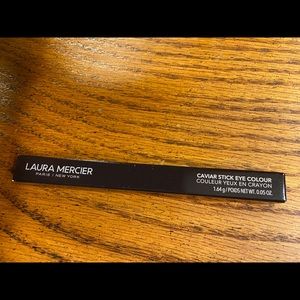 LAURA MERCIER
PARIS | NEW YORK
CAVIAR STICK EYE COLOUR
COULEUR YEUX EN CRAYON
1.64 g / POIDS NET WT. 0.05 OZ.